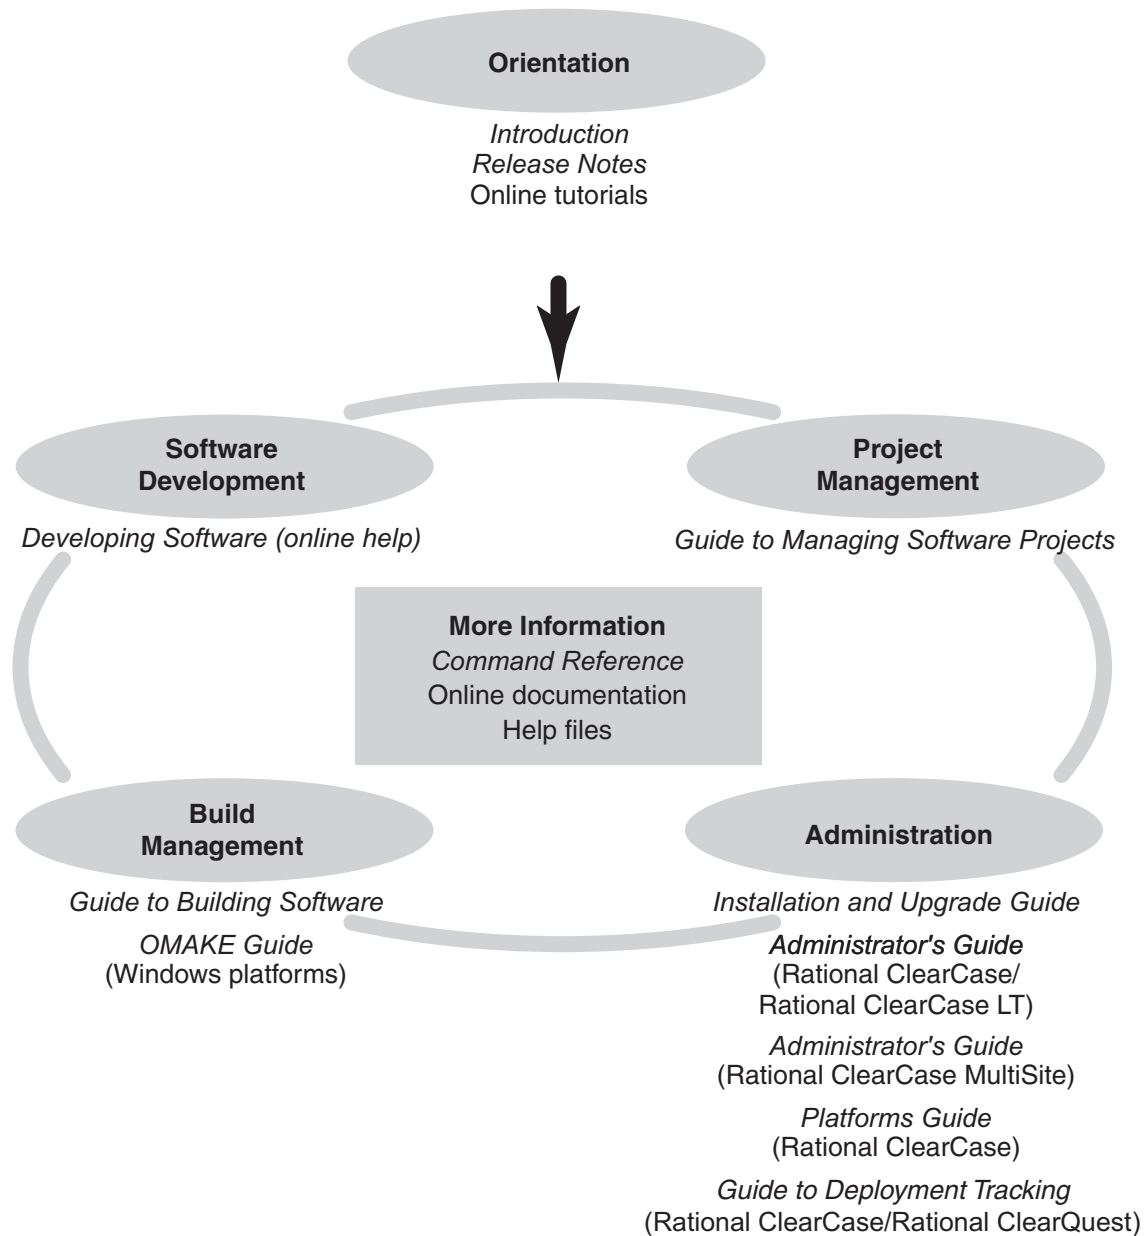 Orientation
Introduction
Release Notes
Online tutorials
Software
Development
Developing Software (online help)
Project
Management
Guide to Managing Software Projects
More Information
Command Reference
Online documentation
Help files
Build
Management
Guide to Building Software
OMAKE Guide
(Windows platforms)
Administration
Installation and Upgrade Guide
Administrator's Guide
(Rational ClearCase/
Rational ClearCase LT)
Administrator's Guide
(Rational ClearCase MultiSite)
Platforms Guide
(Rational ClearCase)
Guide to Deployment Tracking
(Rational ClearCase/Rational ClearQuest)